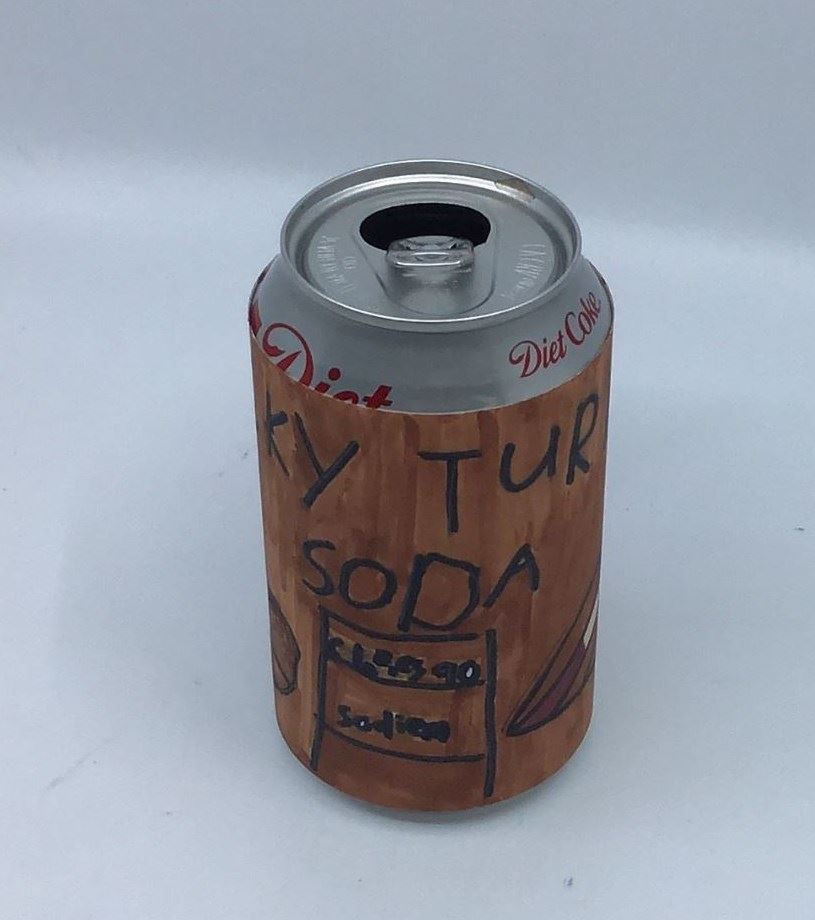 Diet
Diet Coke
KY TUR
SODA
sodium